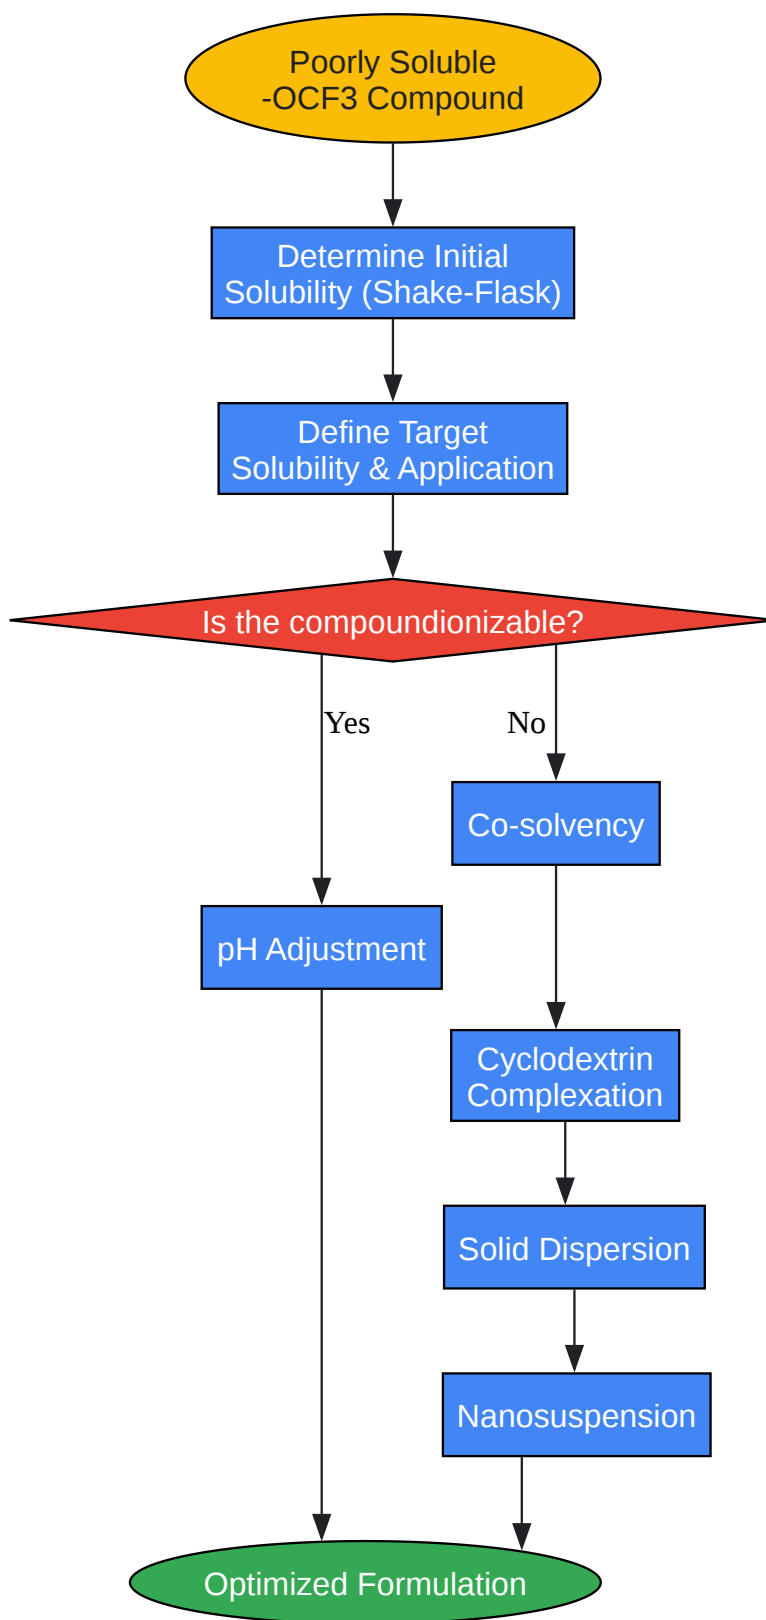 Poorly Soluble
-OCF3 Compound
Determine Initial
Solubility (Shake-Flask)
Define Target
Solubility & Application
Is the compoundionizable?
Yes
No
Co-solvency
pH Adjustment
Cyclodextrin
Complexation
Solid Dispersion
Nanosuspension
Optimized Formulation